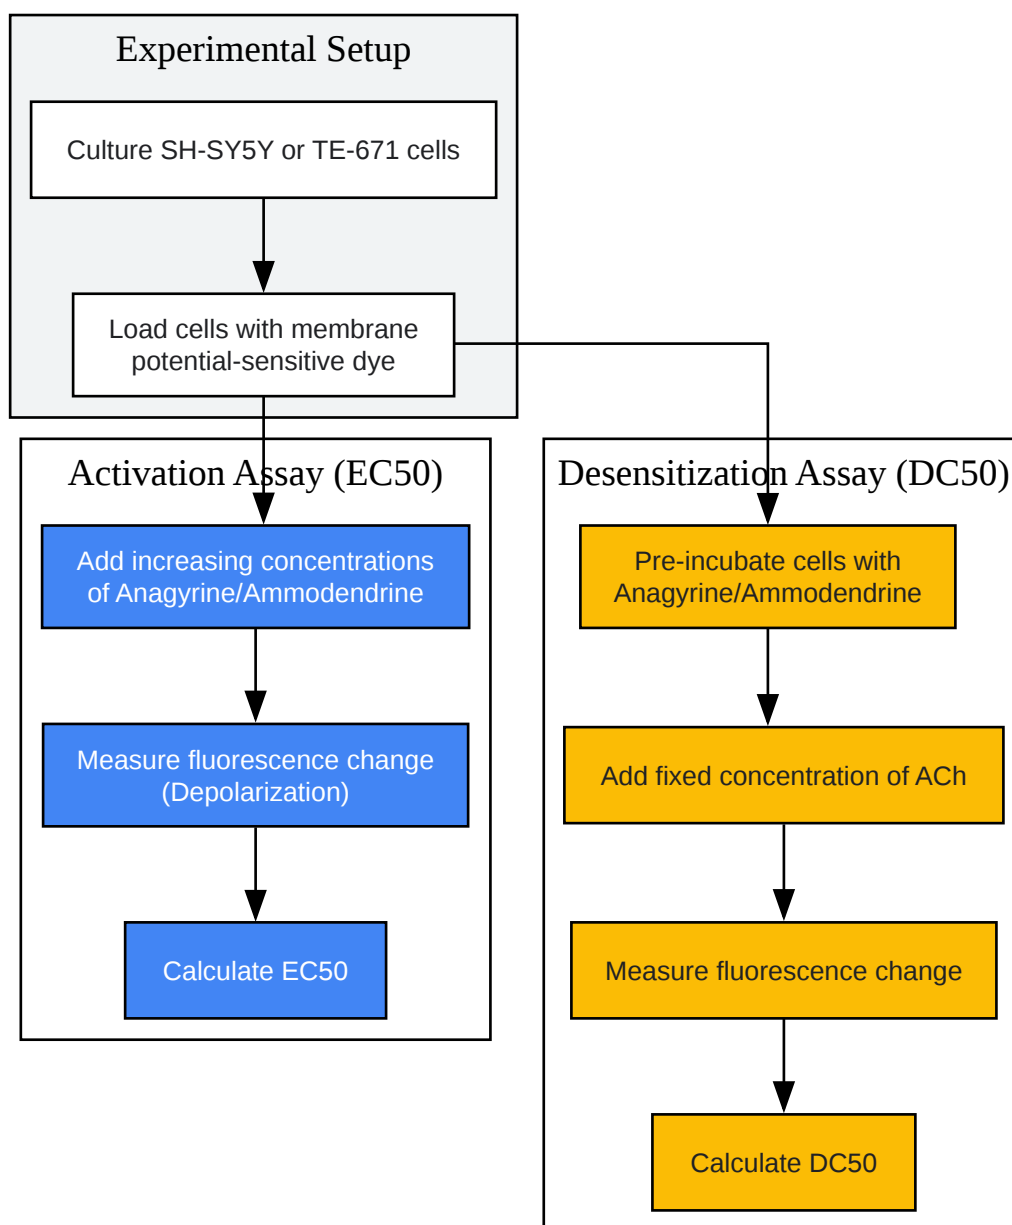 Experimental Setup
Culture SH-SY5Y or TE-671 cells
Load cells with membrane
potential-sensitive dye
Activation Assay (EC50)
Add increasing concentrations
of Anagyrine/Ammodendrine
Measure fluorescence change
(Depolarization)
Calculate EC50
Desensitization Assay (DC50)
Pre-incubate cells with
Anagyrine/Ammodendrine
Add fixed concentration of ACh
Measure fluorescence change
Calculate DC50